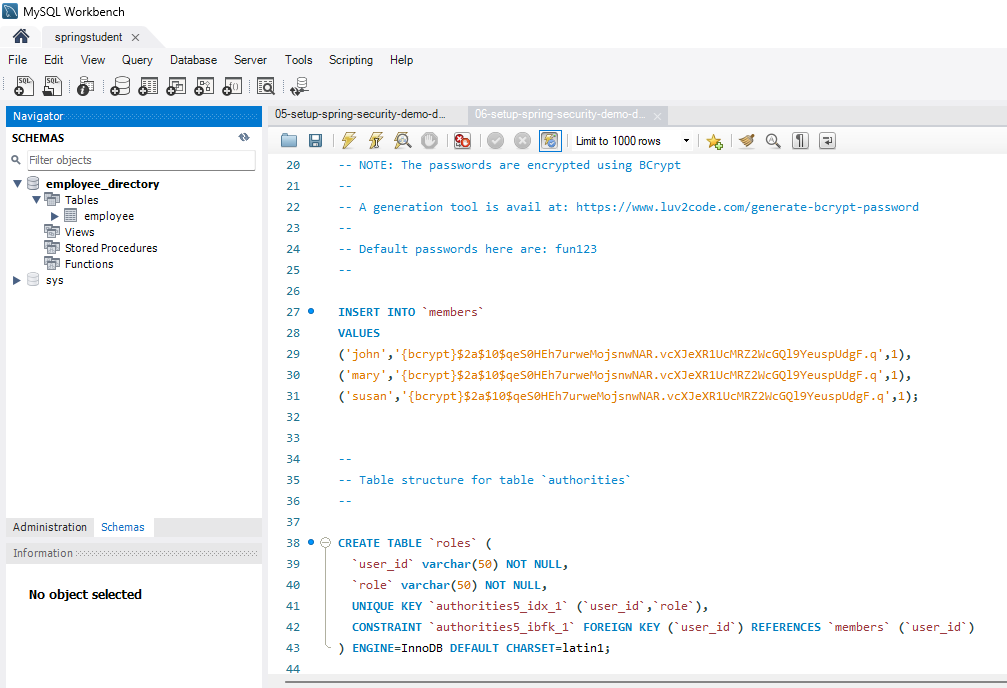 MySQL Workbench
springstudent
File Edit View Query Database Server Tools Scripting Help
Navigator
SCHEMAS
Filter objects
employee_directory
Tables
employee
Views
Stored Procedures
Functions
sys
Administration Schemas
Information
No object selected
05-setup-spring-security-demo-d... 06-setup-spring-security-demo-d...
Limit to 1000 rows
20 -- NOTE: The passwords are encrypted using BCrypt
21 --
22 -- A generation tool is avail at: https://www.luv2code.com/generate-bcrypt-password
23 --
24 -- Default passwords here are: fun123
25 --
26
27 INSERT INTO `members`
28 VALUES
29 ('john','{bcrypt}$2a$10$qeS0HEh7urweMojsnwNAR.vcXJeXR1UcMRZ2WcGQl9YeuspUdgF.q',1),
30 ('mary','{bcrypt}$2a$10$qeS0HEh7urweMojsnwNAR.vcXJeXR1UcMRZ2WcGQl9YeuspUdgF.q',1),
31 ('susan','{bcrypt}$2a$10$qeS0HEh7urweMojsnwNAR.vcXJeXR1UcMRZ2WcGQl9YeuspUdgF.q',1);
32
33
34 --
35 -- Table structure for table `authorities`
36 --
37
38 CREATE TABLE `roles` (
39 `user_id` varchar(50) NOT NULL,
40 `role` varchar(50) NOT NULL,
41 UNIQUE KEY `authorities5_idx_1` (`user_id`,`role`),
42 CONSTRAINT `authorities5_ibfk_1` FOREIGN KEY (`user_id`) REFERENCES `members` (`user_id`)
43 ) ENGINE=InnoDB DEFAULT CHARSET=latin1;
44